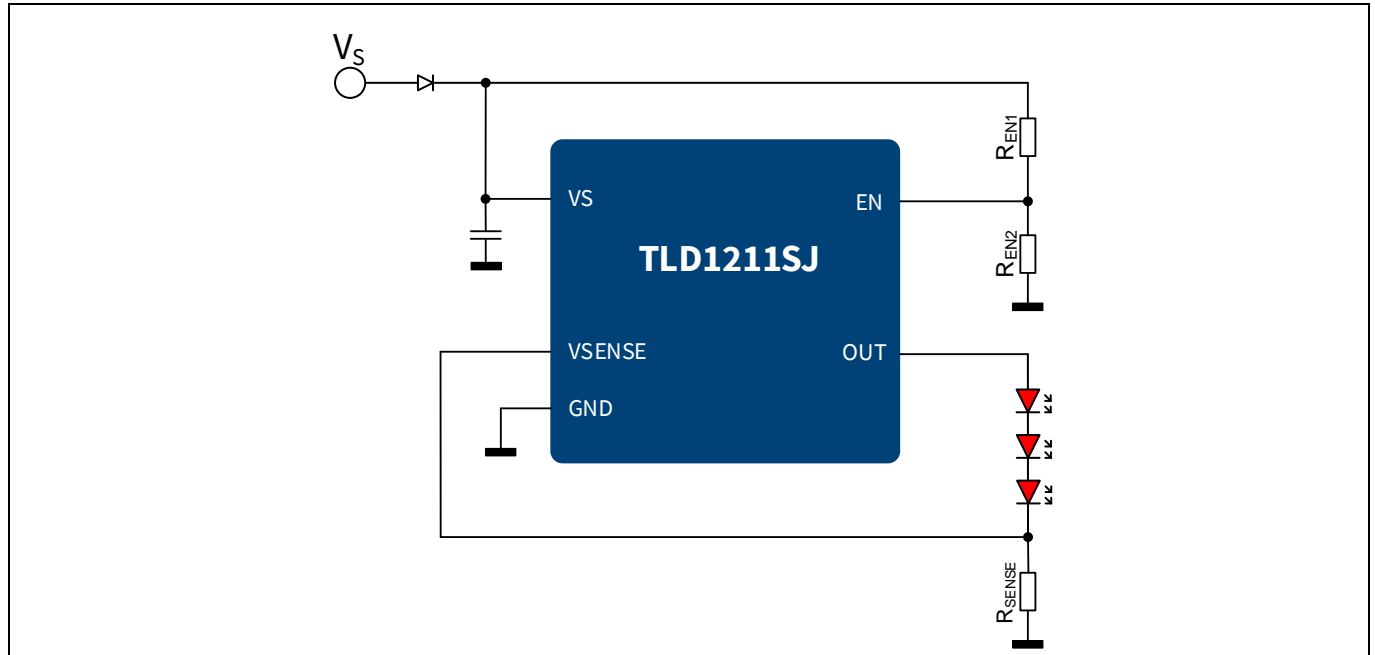 VS
REN1
VS
EN
REN2
TLD1211SJ
VSENSE
OUT
GND
RSENSE